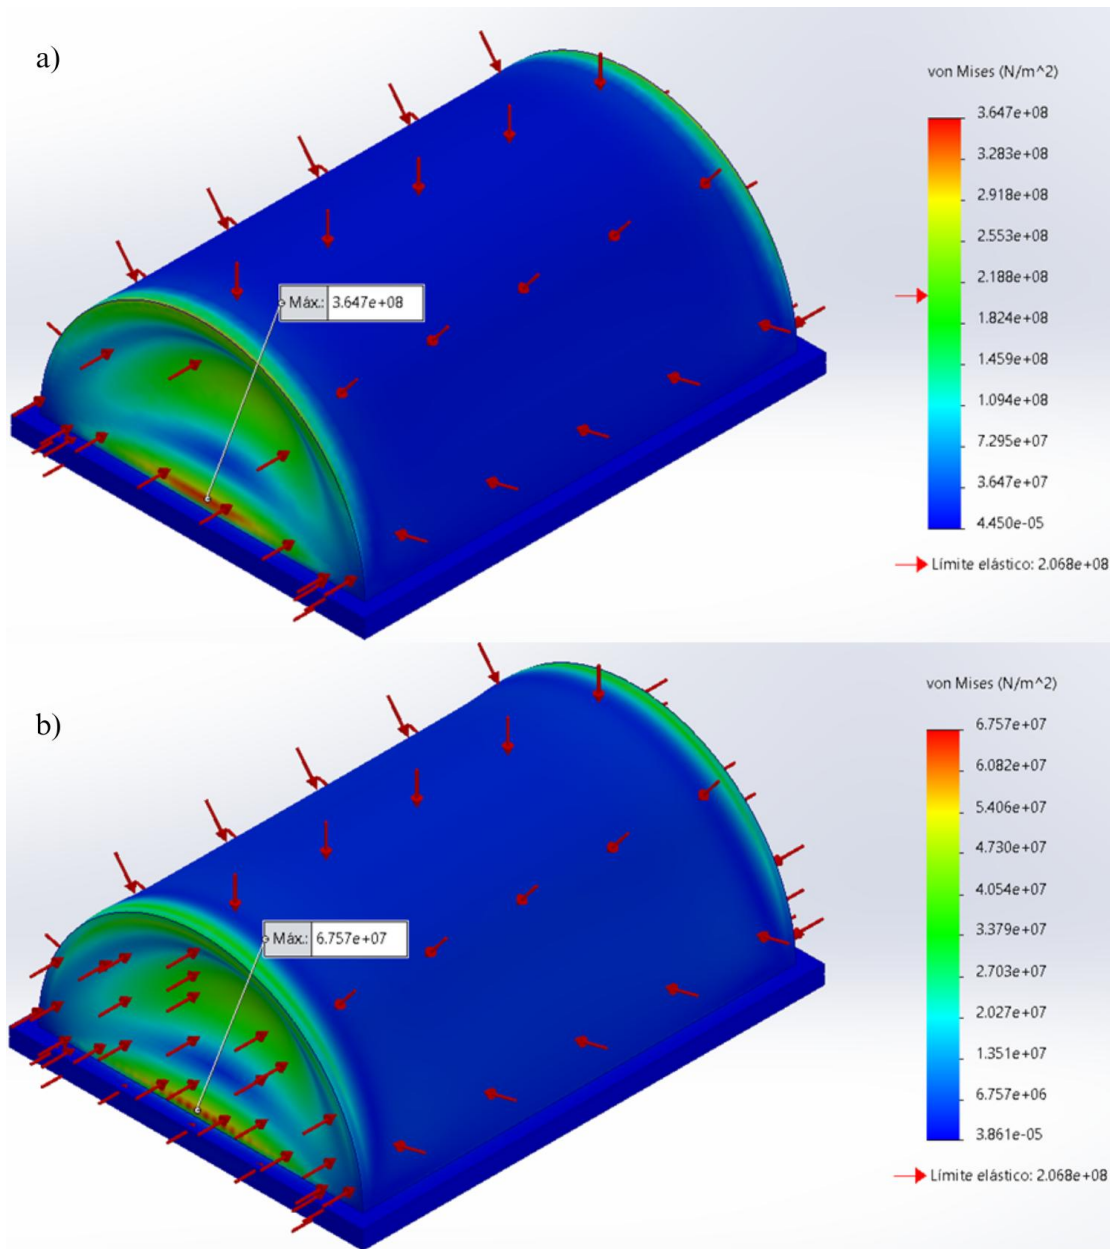 a)
von Mises (N/m^2)
3.647e+08
3.283e+08
2.918e+08
2.553e+08
2.188e+08
1.824e+08
1.459e+08
1.094e+08
7.295e+07
3.647e+07
4.450e-05
Límite elástico: 2.068e+08
Máx.: 3.647e+08
b)
von Mises (N/m^2)
6.757e+07
6.082e+07
5.406e+07
4.730e+07
4.054e+07
3.379e+07
2.703e+07
2.027e+07
1.351e+07
6.757e+06
3.861e-05
Límite elástico: 2.068e+08
Máx.: 6.757e+07